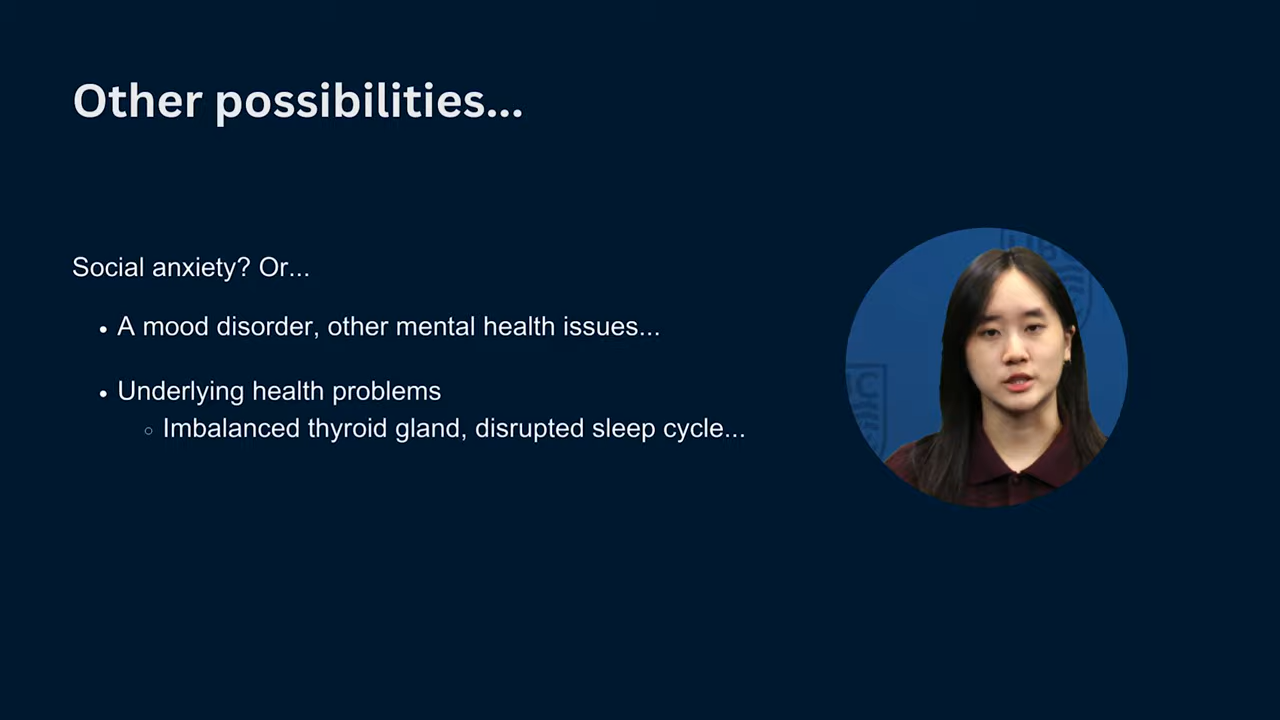 Other possibilities...
Social anxiety? Or...
• A mood disorder, other mental health issues...
• Underlying health problems
○ Imbalanced thyroid gland, disrupted sleep cycle...